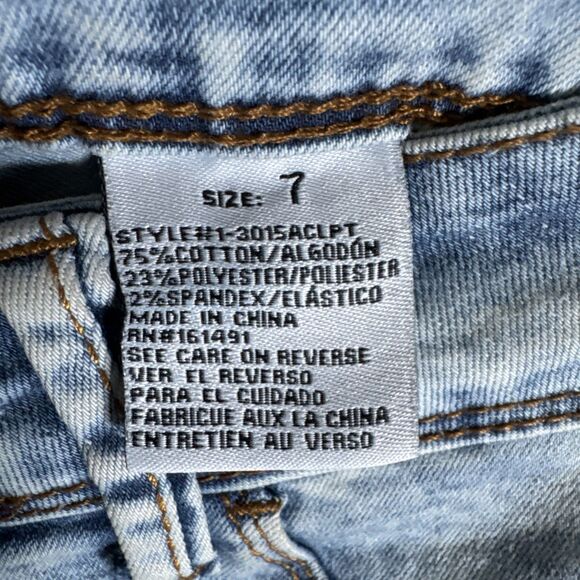 SIZE: 7
STYLE#1-3015ACLPT
75%COTTON/ALGODÓN
23%POLYESTER/POLIESTER
2%SPANDEX/ELÁSTICO
MADE IN CHINA
RN#161491
SEE CARE ON REVERSE
VER EL REVERSO
PARA EL CUIDADO
FABRICUE AUX LA CHINA
ENTRETIEN AU VERSO